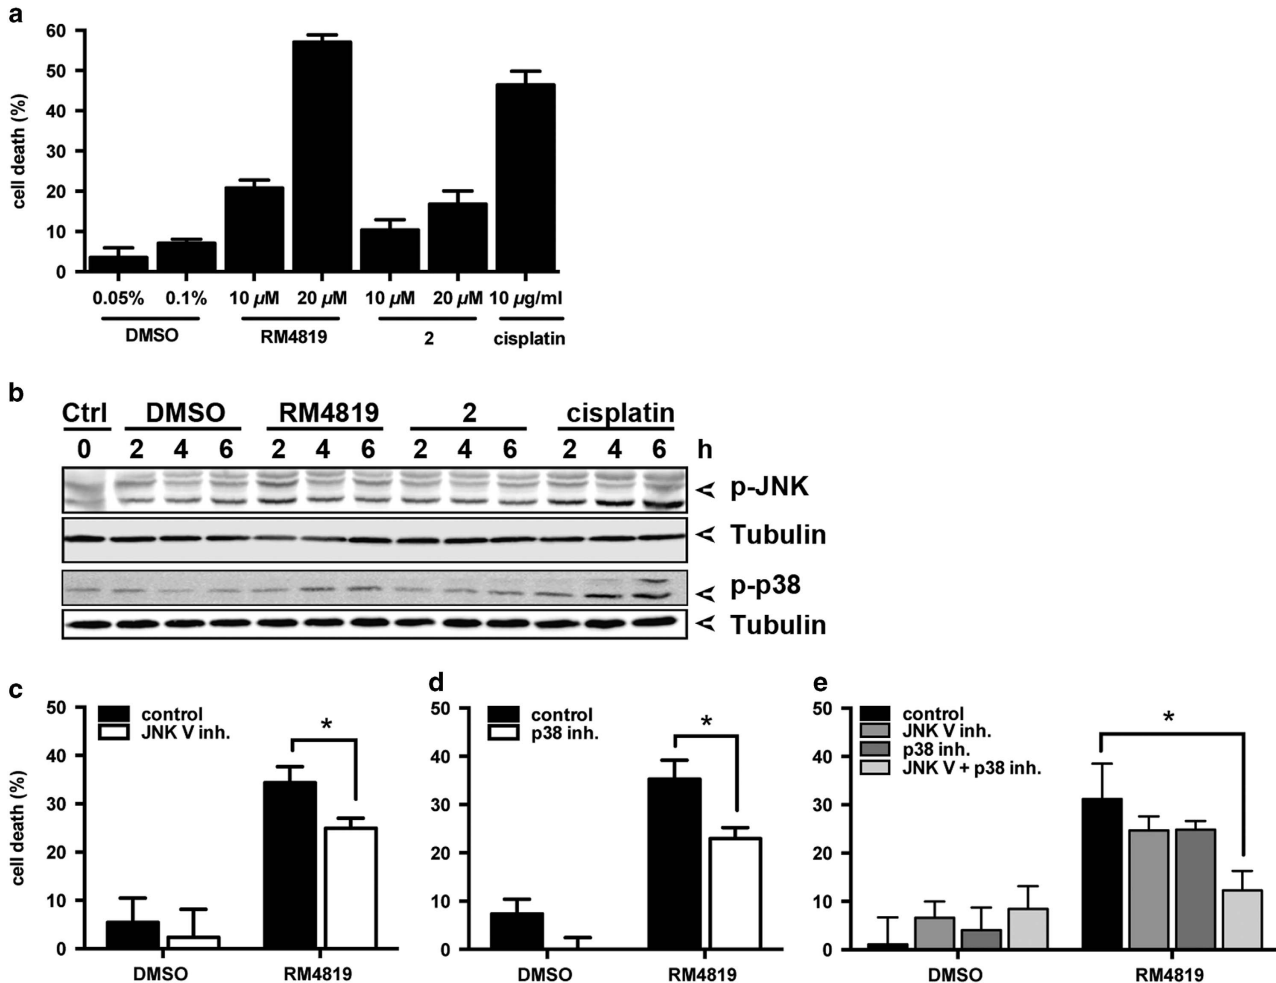 a
cell death (%)
60
50
40
30
20
10
0
0.05% 0.1% 10 µM 20 µM 10 µM 20 µM 10 µg/ml
DMSO RM4819 2 cisplatin
b
Ctrl DMSO RM4819 2 cisplatin
0 2 4 6 2 4 6 2 4 6 2 4 6 h
p-JNK
Tubulin
p-p38
Tubulin
c
cell death (%)
50
40
30
20
10
0
control
JNK V inh.
*
DMSO RM4819
d
50
40
30
20
10
0
control
p38 inh.
*
DMSO RM4819
e
50
40
30
20
10
0
control
JNK V inh.
p38 inh.
JNK V + p38 inh.
*
DMSO RM4819